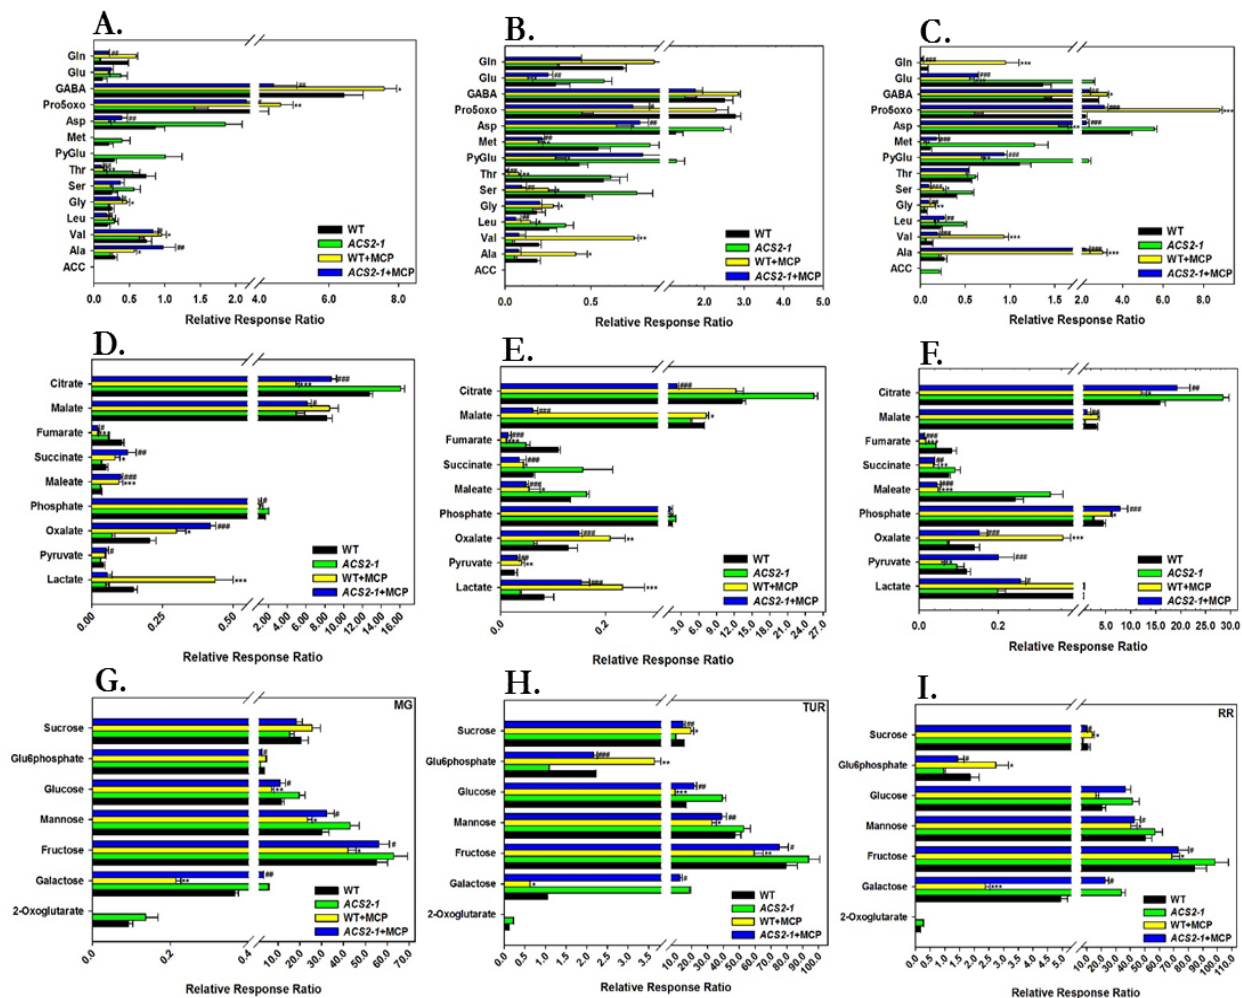 A.
Gln
Glu
GABA
Pro5oxo
Asp
Met
PyGlu
Thr
Ser
Gly
Leu
Val
Ala
ACC
WT
ACS2-1
WT+MCP
ACS2-1+MCP
0.0 0.5 1.0 1.5 2.0 4.0 6.0 8.0
Relative Response Ratio
B.
Gln
Glu
GABA
Pro5oxo
Asp
Met
PyGlu
Thr
Ser
Gly
Leu
Val
Ala
ACC
WT
ACS2-1
WT+MCP
ACS2-1+MCP
0.0 0.5 2.0 3.0 4.0 5.0
Relative Response Ratio
C.
Gln
Glu
GABA
Pro5oxo
Asp
Met
PyGlu
Thr
Ser
Gly
Leu
Val
Ala
ACC
WT
ACS2-1
WT+MCP
ACS2-1+MCP
0.0 0.5 1.0 1.5 2.0 4.0 6.0 8.0
Relative Response Ratio
D.
Citrate
Malate
Fumarate
Succinate
Maleate
Phosphate
Oxalate
Pyruvate
Lactate
WT
ACS2-1
WT+MCP
ACS2-1+MCP
0.00 0.25 0.50 2.00 4.00 6.00 8.00 10.00 12.00 14.00 16.00
Relative Response Ratio
E.
Citrate
Malate
Fumarate
Succinate
Maleate
Phosphate
Oxalate
Pyruvate
Lactate
WT
ACS2-1
WT+MCP
ACS2-1+MCP
0.0 0.2 3.0 6.0 9.0 12.0 15.0 18.0 21.0 24.0 27.0
Relative Response Ratio
F.
Citrate
Malate
Fumarate
Succinate
Maleate
Phosphate
Oxalate
Pyruvate
Lactate
WT
ACS2-1
WT+MCP
ACS2-1+MCP
0.0 0.2 5.0 10.0 15.0 20.0 25.0 30.0
Relative Response Ratio
G.
MG
Sucrose
Glu6phosphate
Glucose
Mannose
Fructose
Galactose
2-Oxoglutarate
WT
ACS2-1
WT+MCP
ACS2-1+MCP
0.0 0.2 0.4 10.0 20.0 30.0 40.0 50.0 60.0 70.0
Relative Response Ratio
H.
TUR
Sucrose
Glu6phosphate
Glucose
Mannose
Fructose
Galactose
2-Oxoglutarate
WT
ACS2-1
WT+MCP
ACS2-1+MCP
0.0 0.5 1.0 1.5 2.0 2.5 3.0 3.5 10.0 20.0 30.0 40.0 50.0 60.0 70.0 80.0 90.0 100.0
Relative Response Ratio
I.
RR
Sucrose
Glu6phosphate
Glucose
Mannose
Fructose
Galactose
2-Oxoglutarate
WT
ACS2-1
WT+MCP
ACS2-1+MCP
0.0 0.5 1.0 1.5 2.0 2.5 3.0 3.5 4.0 4.5 5.0 10.0 20.0 30.0 40.0 50.0 60.0 70.0 80.0 90.0 100.0 110.0
Relative Response Ratio